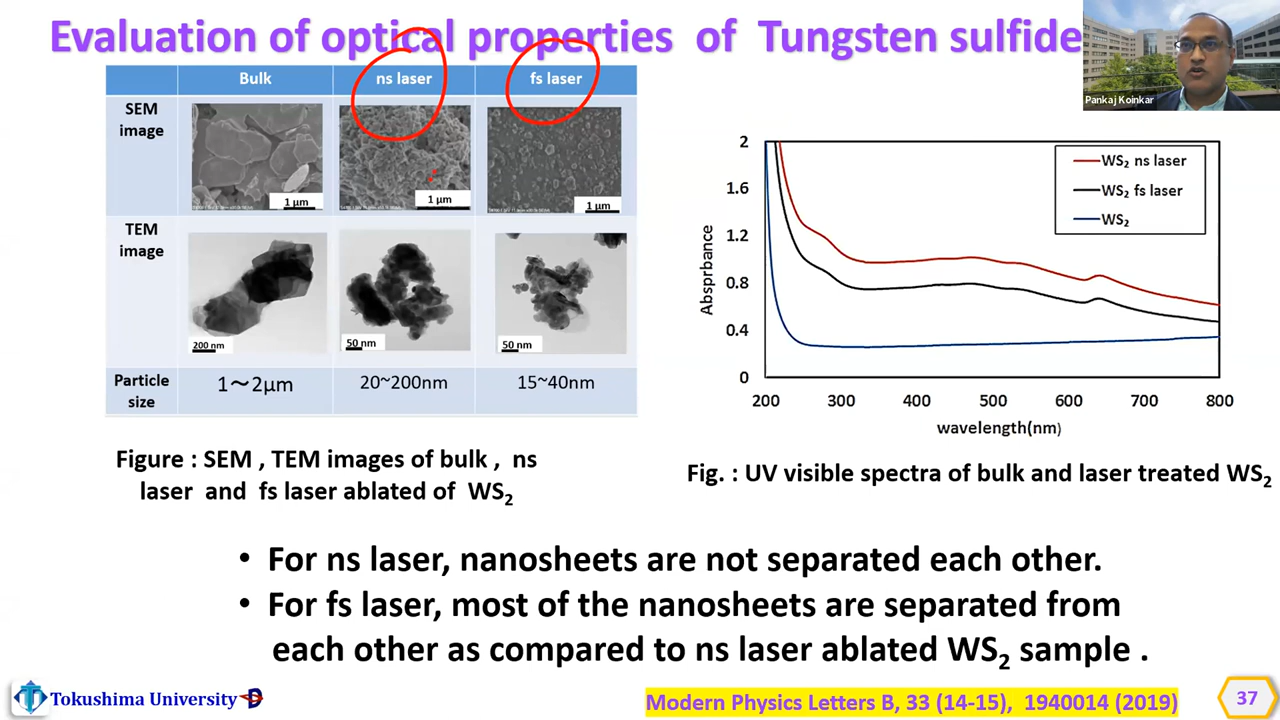 Evaluation of optical properties of Tungsten sulfide
Pankaj Koinkar
Bulk
ns laser
fs laser
SEM
image
1 µm
1 µm
1 µm
TEM
image
200 nm
50 nm
50 nm
Particle
size
1～2µm
20~200nm
15~40nm
Figure : SEM , TEM images of bulk , ns
laser and fs laser ablated of WS₂
2
1.6
1.2
0.8
0.4
0
Absprbance
WS₂ ns laser
WS₂ fs laser
WS₂
200 300 400 500 600 700 800
wavelength(nm)
Fig. : UV visible spectra of bulk and laser treated WS₂
• For ns laser, nanosheets are not separated each other.
• For fs laser, most of the nanosheets are separated from
each other as compared to ns laser ablated WS₂ sample .
Tokushima University
Modern Physics Letters B, 33 (14-15), 1940014 (2019)
37